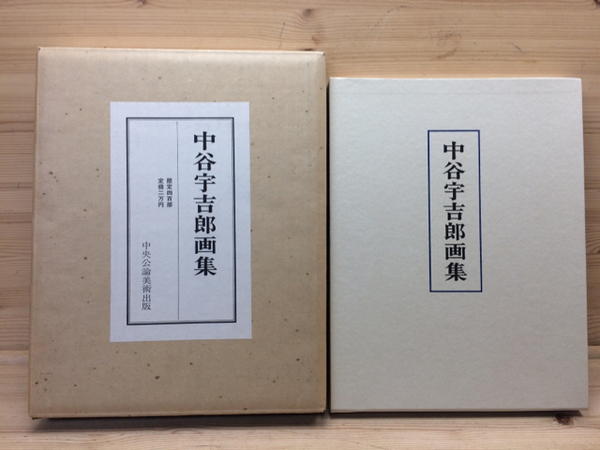 中谷宇吉郎画集
限定四百部
定価二万円
中央公論美術出版
中谷宇吉郎画集